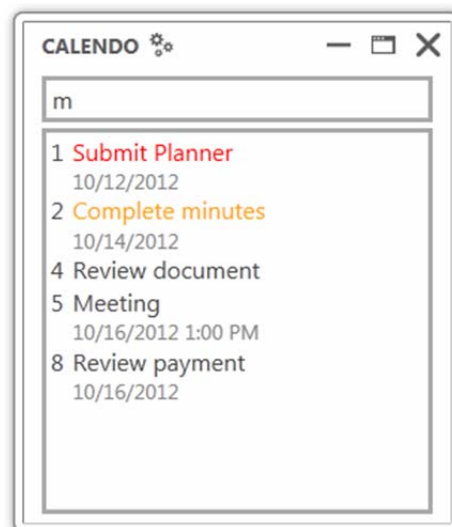 CALENDO
m
1 Submit Planner
10/12/2012
2 Complete minutes
10/14/2012
4 Review document
5 Meeting
10/16/2012 1:00 PM
8 Review payment
10/16/2012